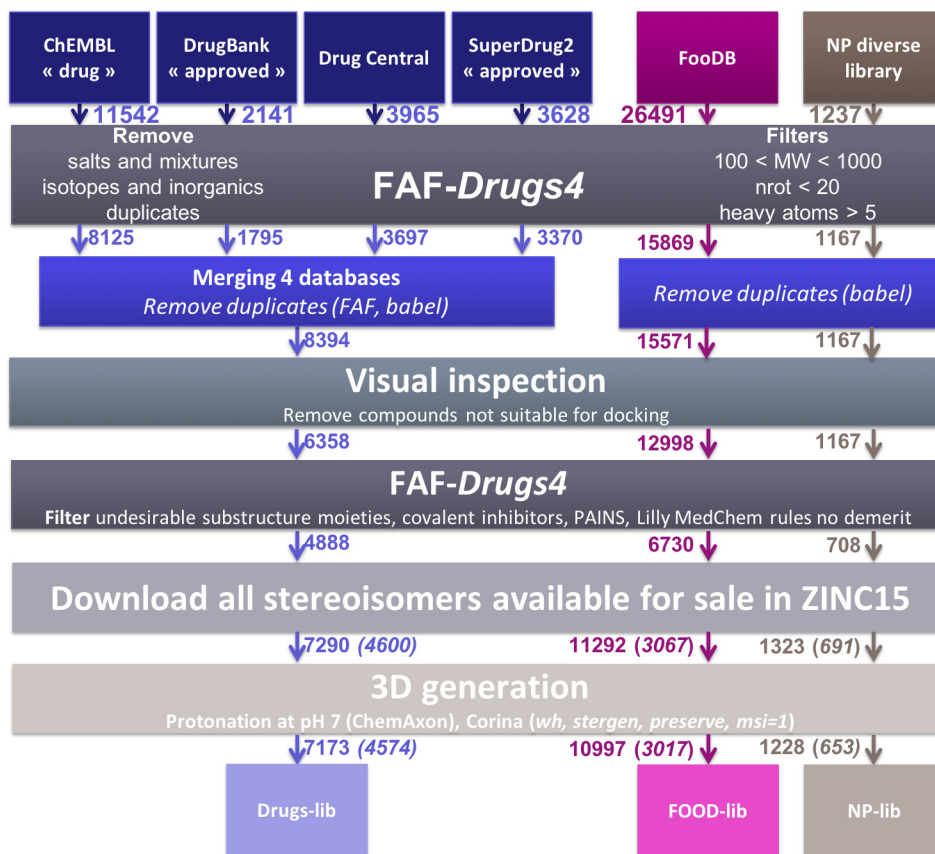 ChEMBL
« drug »
DrugBank
« approved »
Drug Central
SuperDrug2
« approved »
FooDB
NP diverse
library
11542
2141
3965
3628
26491
1237
Remove
salts and mixtures
isotopes and inorganics
duplicates
FAF-Drugs4
Filters
100 < MW < 1000
nrot < 20
heavy atoms > 5
8125
1795
3697
3370
15869
1167
Merging 4 databases
Remove duplicates (FAF, babel)
Remove duplicates (babel)
8394
15571
1167
Visual inspection
Remove compounds not suitable for docking
6358
12998
1167
FAF-Drugs4
Filter undesirable substructure moieties, covalent inhibitors, PAINS, Lilly MedChem rules no demerit
4888
6730
708
Download all stereoisomers available for sale in ZINC15
7290 (4600)
11292 (3067)
1323 (691)
3D generation
Protonation at pH 7 (ChemAxon), Corina (wh, stergen, preserve, msi=1)
7173 (4574)
10997 (3017)
1228 (653)
Drugs-lib
FOOD-lib
NP-lib